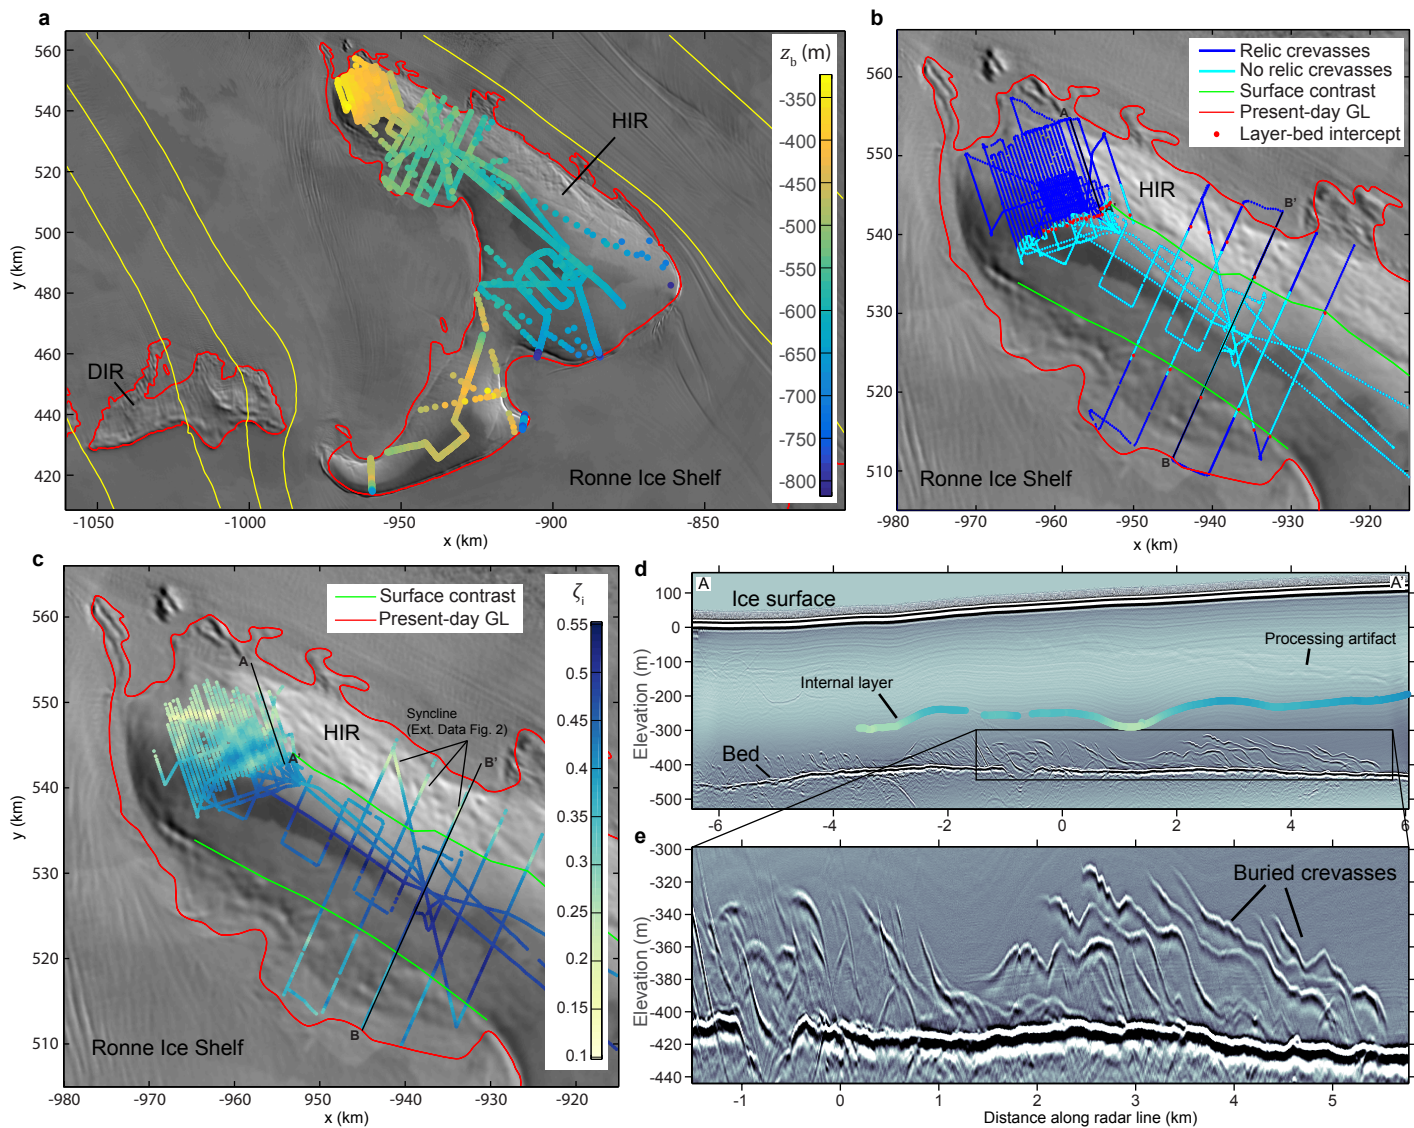 a
560
540
520
500
480
460
440
420
y (km)
-1050
-1000
-950
-900
-850
x (km)
HIR
DIR
Ronne Ice Shelf
z_b (m)
-350
-400
-450
-500
-550
-600
-650
-700
-750
-800
b
560
550
540
530
520
510
-980
-970
-960
-950
-940
-930
-920
x (km)
Relic crevasses
No relic crevasses
Surface contrast
Present-day GL
Layer-bed intercept
A
HIR
B'
B
Ronne Ice Shelf
c
560
550
540
530
520
510
y (km)
-980
-970
-960
-950
-940
-930
-920
x (km)
Surface contrast
Present-day GL
A
A'
HIR
Syncline
(Ext. Data Fig. 2)
B'
B
Ronne Ice Shelf
ζ_i
0.55
0.5
0.45
0.4
0.35
0.3
0.25
0.2
0.15
0.1
d
A
A'
Ice surface
Processing artifact
Internal layer
Bed
Elevation (m)
100
0
-100
-200
-300
-400
-500
-6
-4
-2
0
2
4
6
e
Buried crevasses
Elevation (m)
-300
-320
-340
-360
-380
-400
-420
-440
-1
0
1
2
3
4
5
Distance along radar line (km)